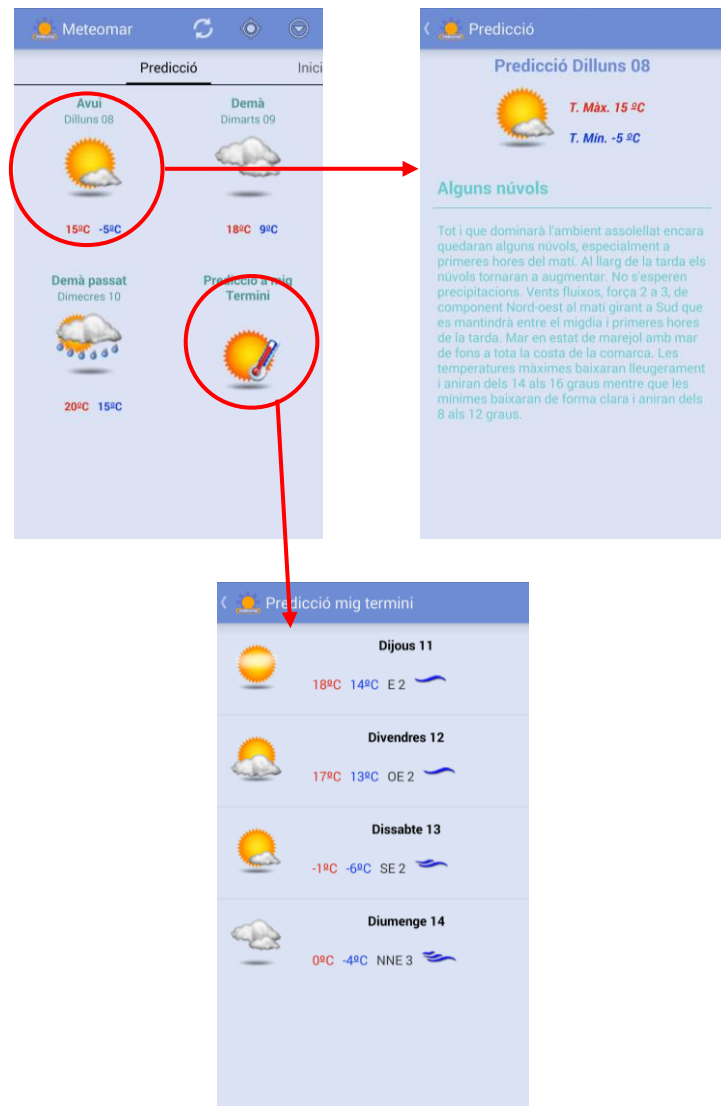 Meteomar
Predicció
Inici
Avui
Dilluns 08
Demà
Dimarts 09
15ºC -5ºC
18ºC 9ºC
Demà passat
Dimecres 10
Predicció a mig
Termini
20ºC 15ºC
Predicció
Predicció Dilluns 08
T. Màx. 15 ºC
T. Mín. -5 ºC
Alguns núvols
Tot i que dominarà l'ambient assolellat encara
quedaran alguns núvols, especialment a
primeres hores del matí. Al llarg de la tarda els
núvols tornaran a augmentar. No s'esperen
precipitacions. Vents fluixos, força 2 a 3, de
component Nord-oest al matí girant a Sud que
es mantindrà entre el migdia i primeres hores
de la tarda. Mar en estat de marejol amb mar
de fons a tota la costa de la comarca. Les
temperatures màximes baixaran lleugerament
i aniran dels 14 als 16 graus mentre que les
mínimes baixaran de forma clara i aniran dels
8 als 12 graus.
Predicció mig termini
Dijous 11
18ºC 14ºC E 2
Divendres 12
17ºC 13ºC OE 2
Dissabte 13
-1ºC -6ºC SE 2
Diumenge 14
0ºC -4ºC NNE 3